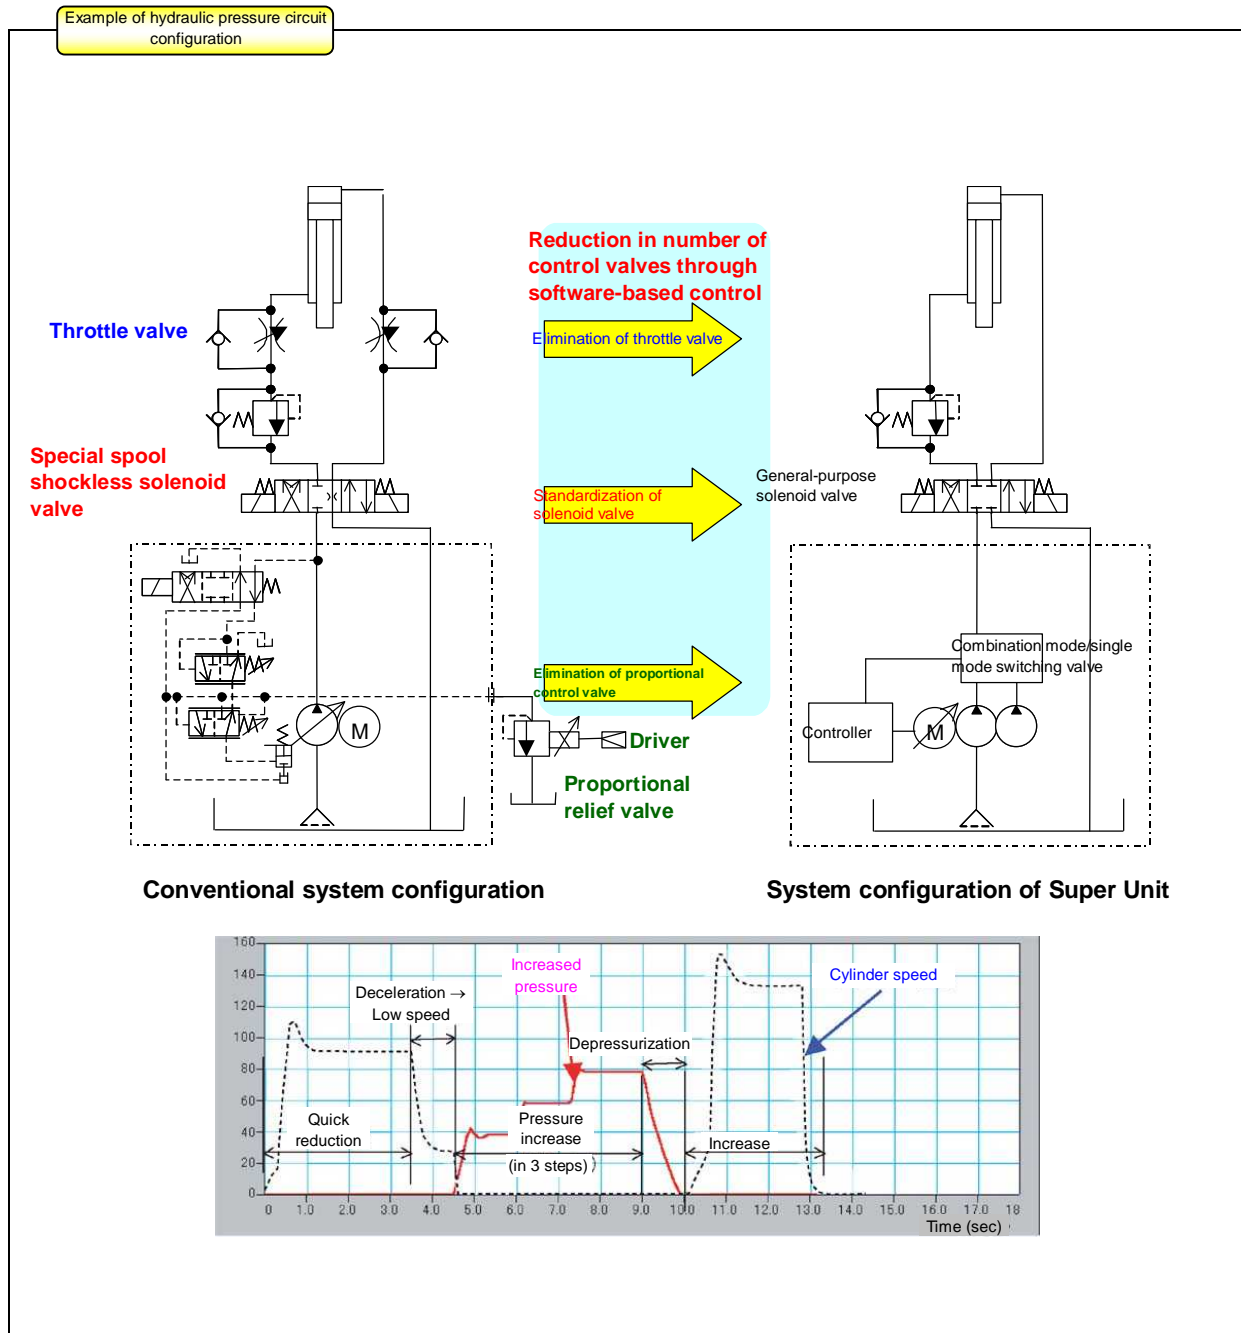 Example of hydraulic pressure circuit
configuration
Reduction in number of
control valves through
software-based control
Throttle valve
Elimination of throttle valve
Special spool
shockless solenoid
valve
Standardization of
solenoid valve
General-purpose
solenoid valve
Elimination of proportional
control valve
Combination mode/single
mode switching valve
M
Driver
Controller
M
Proportional
relief valve
Conventional system configuration
System configuration of Super Unit
160
140
120
100
80
60
40
20
0
Increased
pressure
Cylinder speed
Deceleration →
Low speed
Depressurization
Quick
reduction
Pressure
increase
(in 3 steps)
Increase
0 1.0 2.0 3.0 4.0 5.0 6.0 7.0 8.0 9.0 10.0 11.0 12.0 13.0 14.0 15.0 16.0 17.0 18
Time (sec)